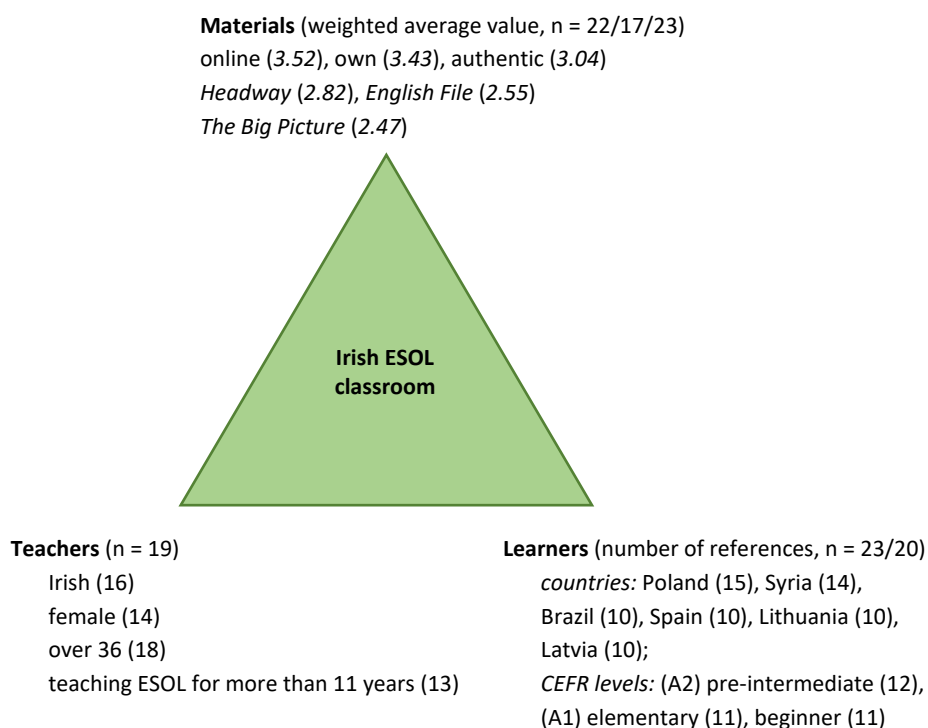 Materials (weighted average value, n = 22/17/23)
online (3.52), own (3.43), authentic (3.04)
Headway (2.82), English File (2.55)
The Big Picture (2.47)
Irish ESOL
classroom
Teachers (n = 19)
Irish (16)
female (14)
over 36 (18)
teaching ESOL for more than 11 years (13)
Learners (number of references, n = 23/20)
countries: Poland (15), Syria (14),
Brazil (10), Spain (10), Lithuania (10),
Latvia (10);
CEFR levels: (A2) pre-intermediate (12),
(A1) elementary (11), beginner (11)